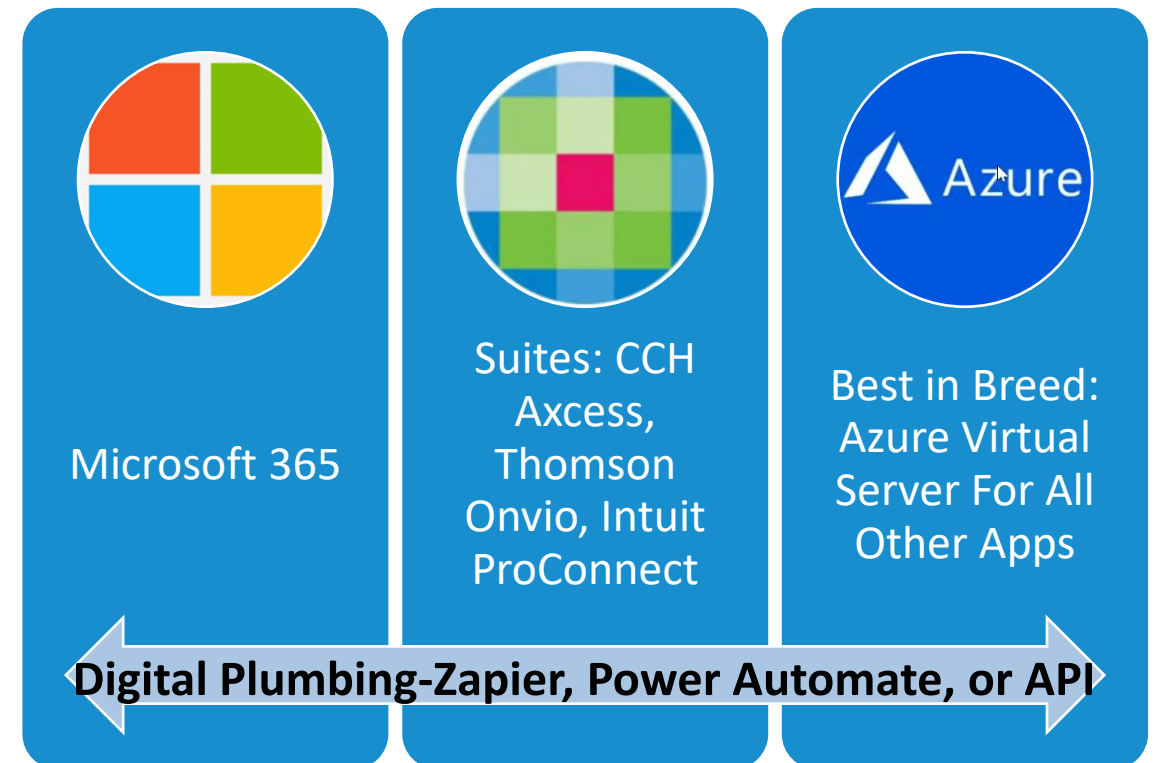 Azure
Microsoft 365
Suites: CCH
Axcess,
Thomson
Onvio, Intuit
ProConnect
Best in Breed:
Azure Virtual
Server For All
Other Apps
Digital Plumbing-Zapier, Power Automate, or API